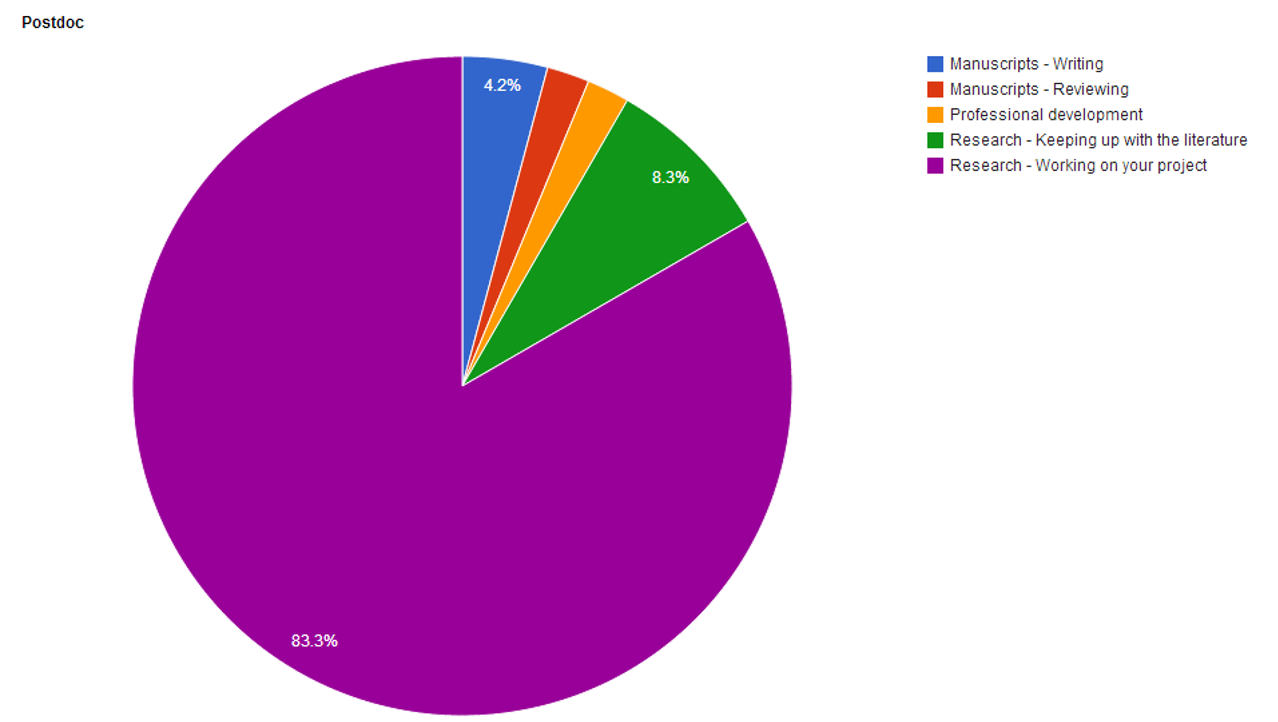 Postdoc
4.2%
8.3%
83.3%
Manuscripts - Writing
Manuscripts - Reviewing
Professional development
Research - Keeping up with the literature
Research - Working on your project